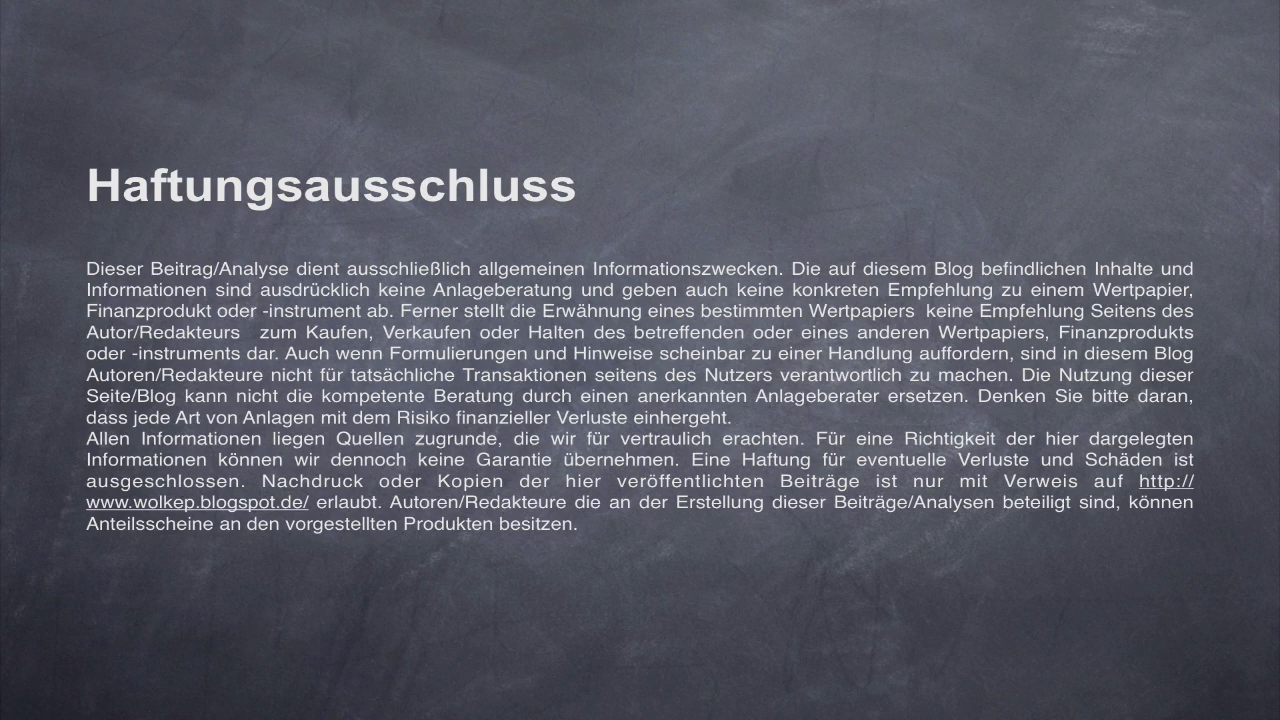 Haftungsausschluss
Dieser Beitrag/Analyse dient ausschließlich allgemeinen Informationszwecken. Die auf diesem Blog befindlichen Inhalte und
Informationen sind ausdrücklich keine Anlageberatung und geben auch keine konkreten Empfehlung zu einem Wertpapier,
Finanzprodukt oder -instrument ab. Ferner stellt die Erwähnung eines bestimmten Wertpapiers  keine Empfehlung Seitens des
Autor/Redakteurs  zum Kaufen, Verkaufen oder Halten des betreffenden oder eines anderen Wertpapiers, Finanzprodukts
oder -instruments dar. Auch wenn Formulierungen und Hinweise scheinbar zu einer Handlung auffordern, sind in diesem Blog
Autoren/Redakteure nicht für tatsächliche Transaktionen seitens des Nutzers verantwortlich zu machen. Die Nutzung dieser
Seite/Blog kann nicht die kompetente Beratung durch einen anerkannten Anlageberater ersetzen. Denken Sie bitte daran,
dass jede Art von Anlagen mit dem Risiko finanzieller Verluste einhergeht.
Allen Informationen liegen Quellen zugrunde, die wir für vertraulich erachten. Für eine Richtigkeit der hier dargelegten
Informationen können wir dennoch keine Garantie übernehmen. Eine Haftung für eventuelle Verluste und Schäden ist
ausgeschlossen. Nachdruck oder Kopien der hier veröffentlichten Beiträge ist nur mit Verweis auf http://
www.wolkep.blogspot.de/ erlaubt. Autoren/Redakteure die an der Erstellung dieser Beiträge/Analysen beteiligt sind, können
Anteilsscheine an den vorgestellten Produkten besitzen.